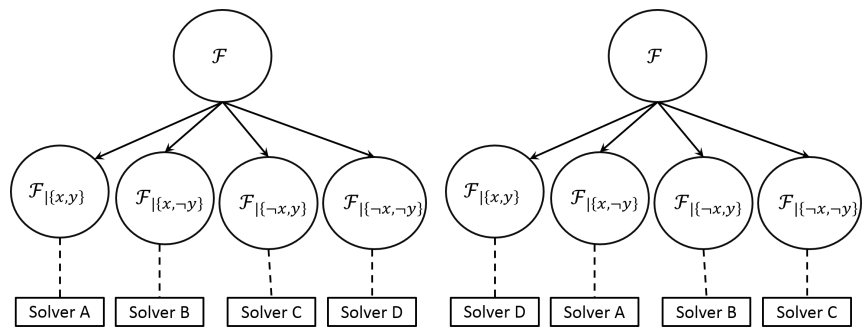 ℱ ℱ
ℱ|{x,y} ℱ|{x,¬y} ℱ|{¬x,y} ℱ|{¬x,¬y} ℱ|{x,y} ℱ|{x,¬y} ℱ|{¬x,y} ℱ|{¬x,¬y}
Solver A Solver B Solver C Solver D Solver D Solver A Solver B Solver C